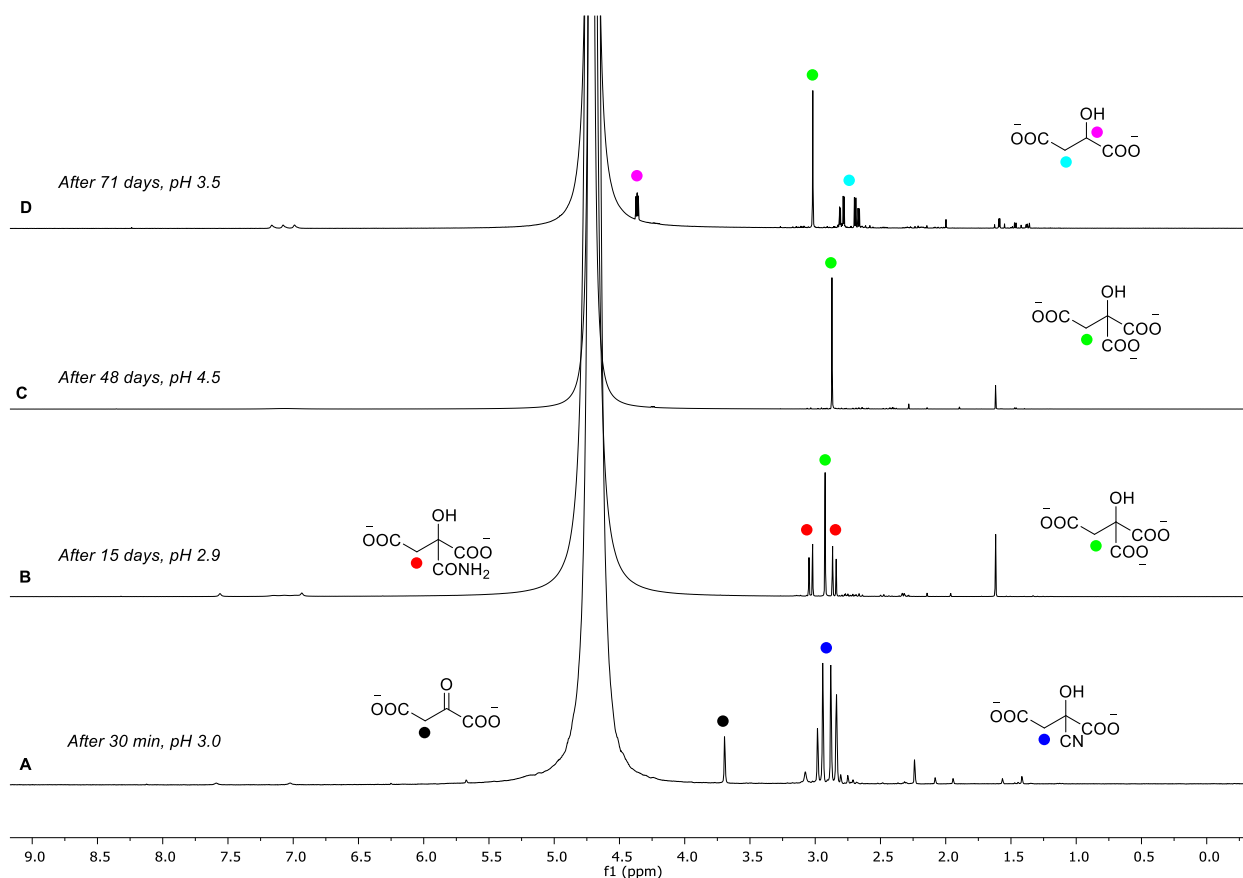 OH
OOC
COO
After 71 days, pH 3.5
D
OH
OOC
COO
COO
After 48 days, pH 4.5
C
OH
OOC
COO
CONH2
OH
OOC
COO
COO
After 15 days, pH 2.9
B
O
OOC
COO
OH
OOC
COO
CN
After 30 min, pH 3.0
A
9.0 8.5 8.0 7.5 7.0 6.5 6.0 5.5 5.0 4.5 4.0 3.5 3.0 2.5 2.0 1.5 1.0 0.5 0.0
f1 (ppm)